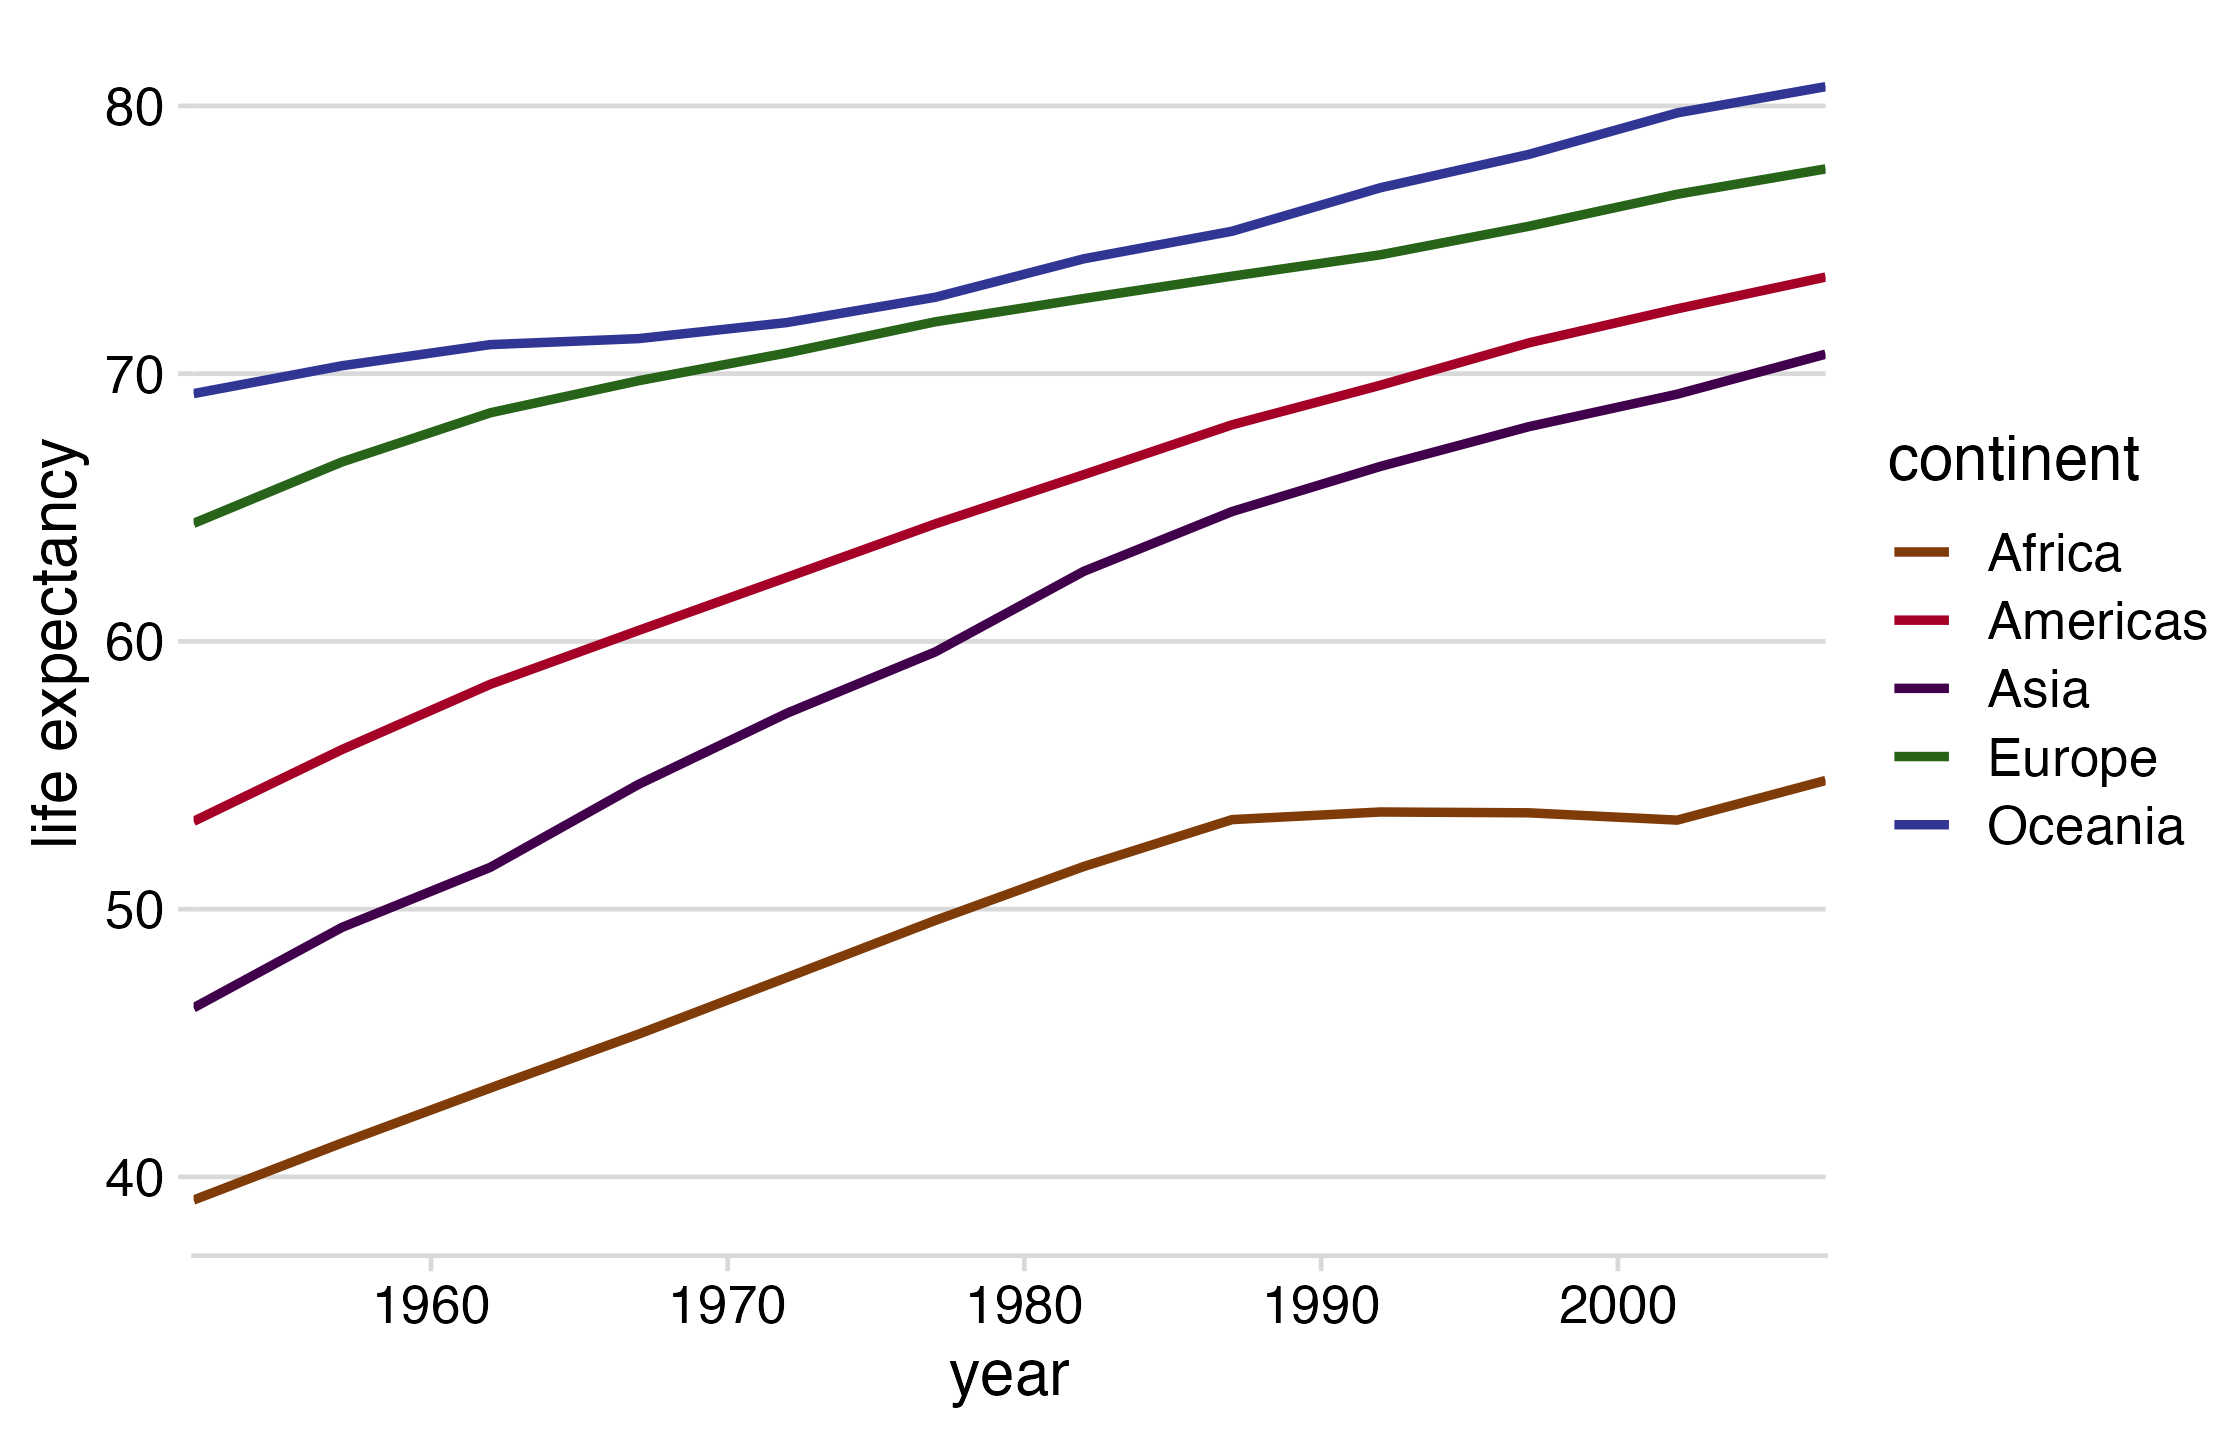 80
70
60
50
40
life expectancy
1960
1970
1980
1990
2000
year
continent
Africa
Americas
Asia
Europe
Oceania